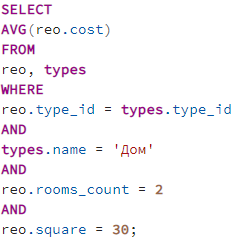 SELECT
AVG(reo.cost)
FROM
reo, types
WHERE
reo.type_id = types.type_id
AND
types.name = 'Дом'
AND
reo.rooms_count = 2
AND
reo.square = 30;